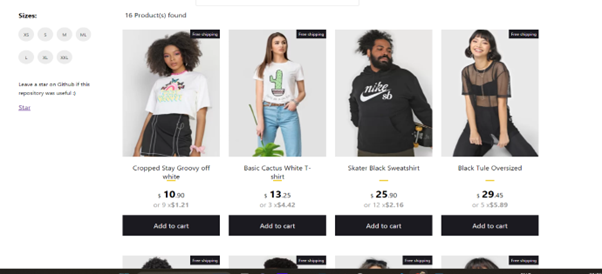 Sizes:
16 Product(s) found
XS S M ML
L XL XXL
Leave a star on Github if this
repository was useful :)
Star
Free shipping
Free shipping
Free shipping
Free shipping
nike
sb
Cropped Stay Groovy off
white
$ 10.90
or 9 x$1.21
Add to cart
Basic Cactus White T-
shirt
$ 13.25
or 3 x$4.42
Add to cart
Skater Black Sweatshirt
$ 25.90
or 12 x$2.16
Add to cart
Black Tule Oversized
$ 29.45
or 5 x$5.89
Add to cart
Free shipping
Free shipping
Free shipping
Free shipping